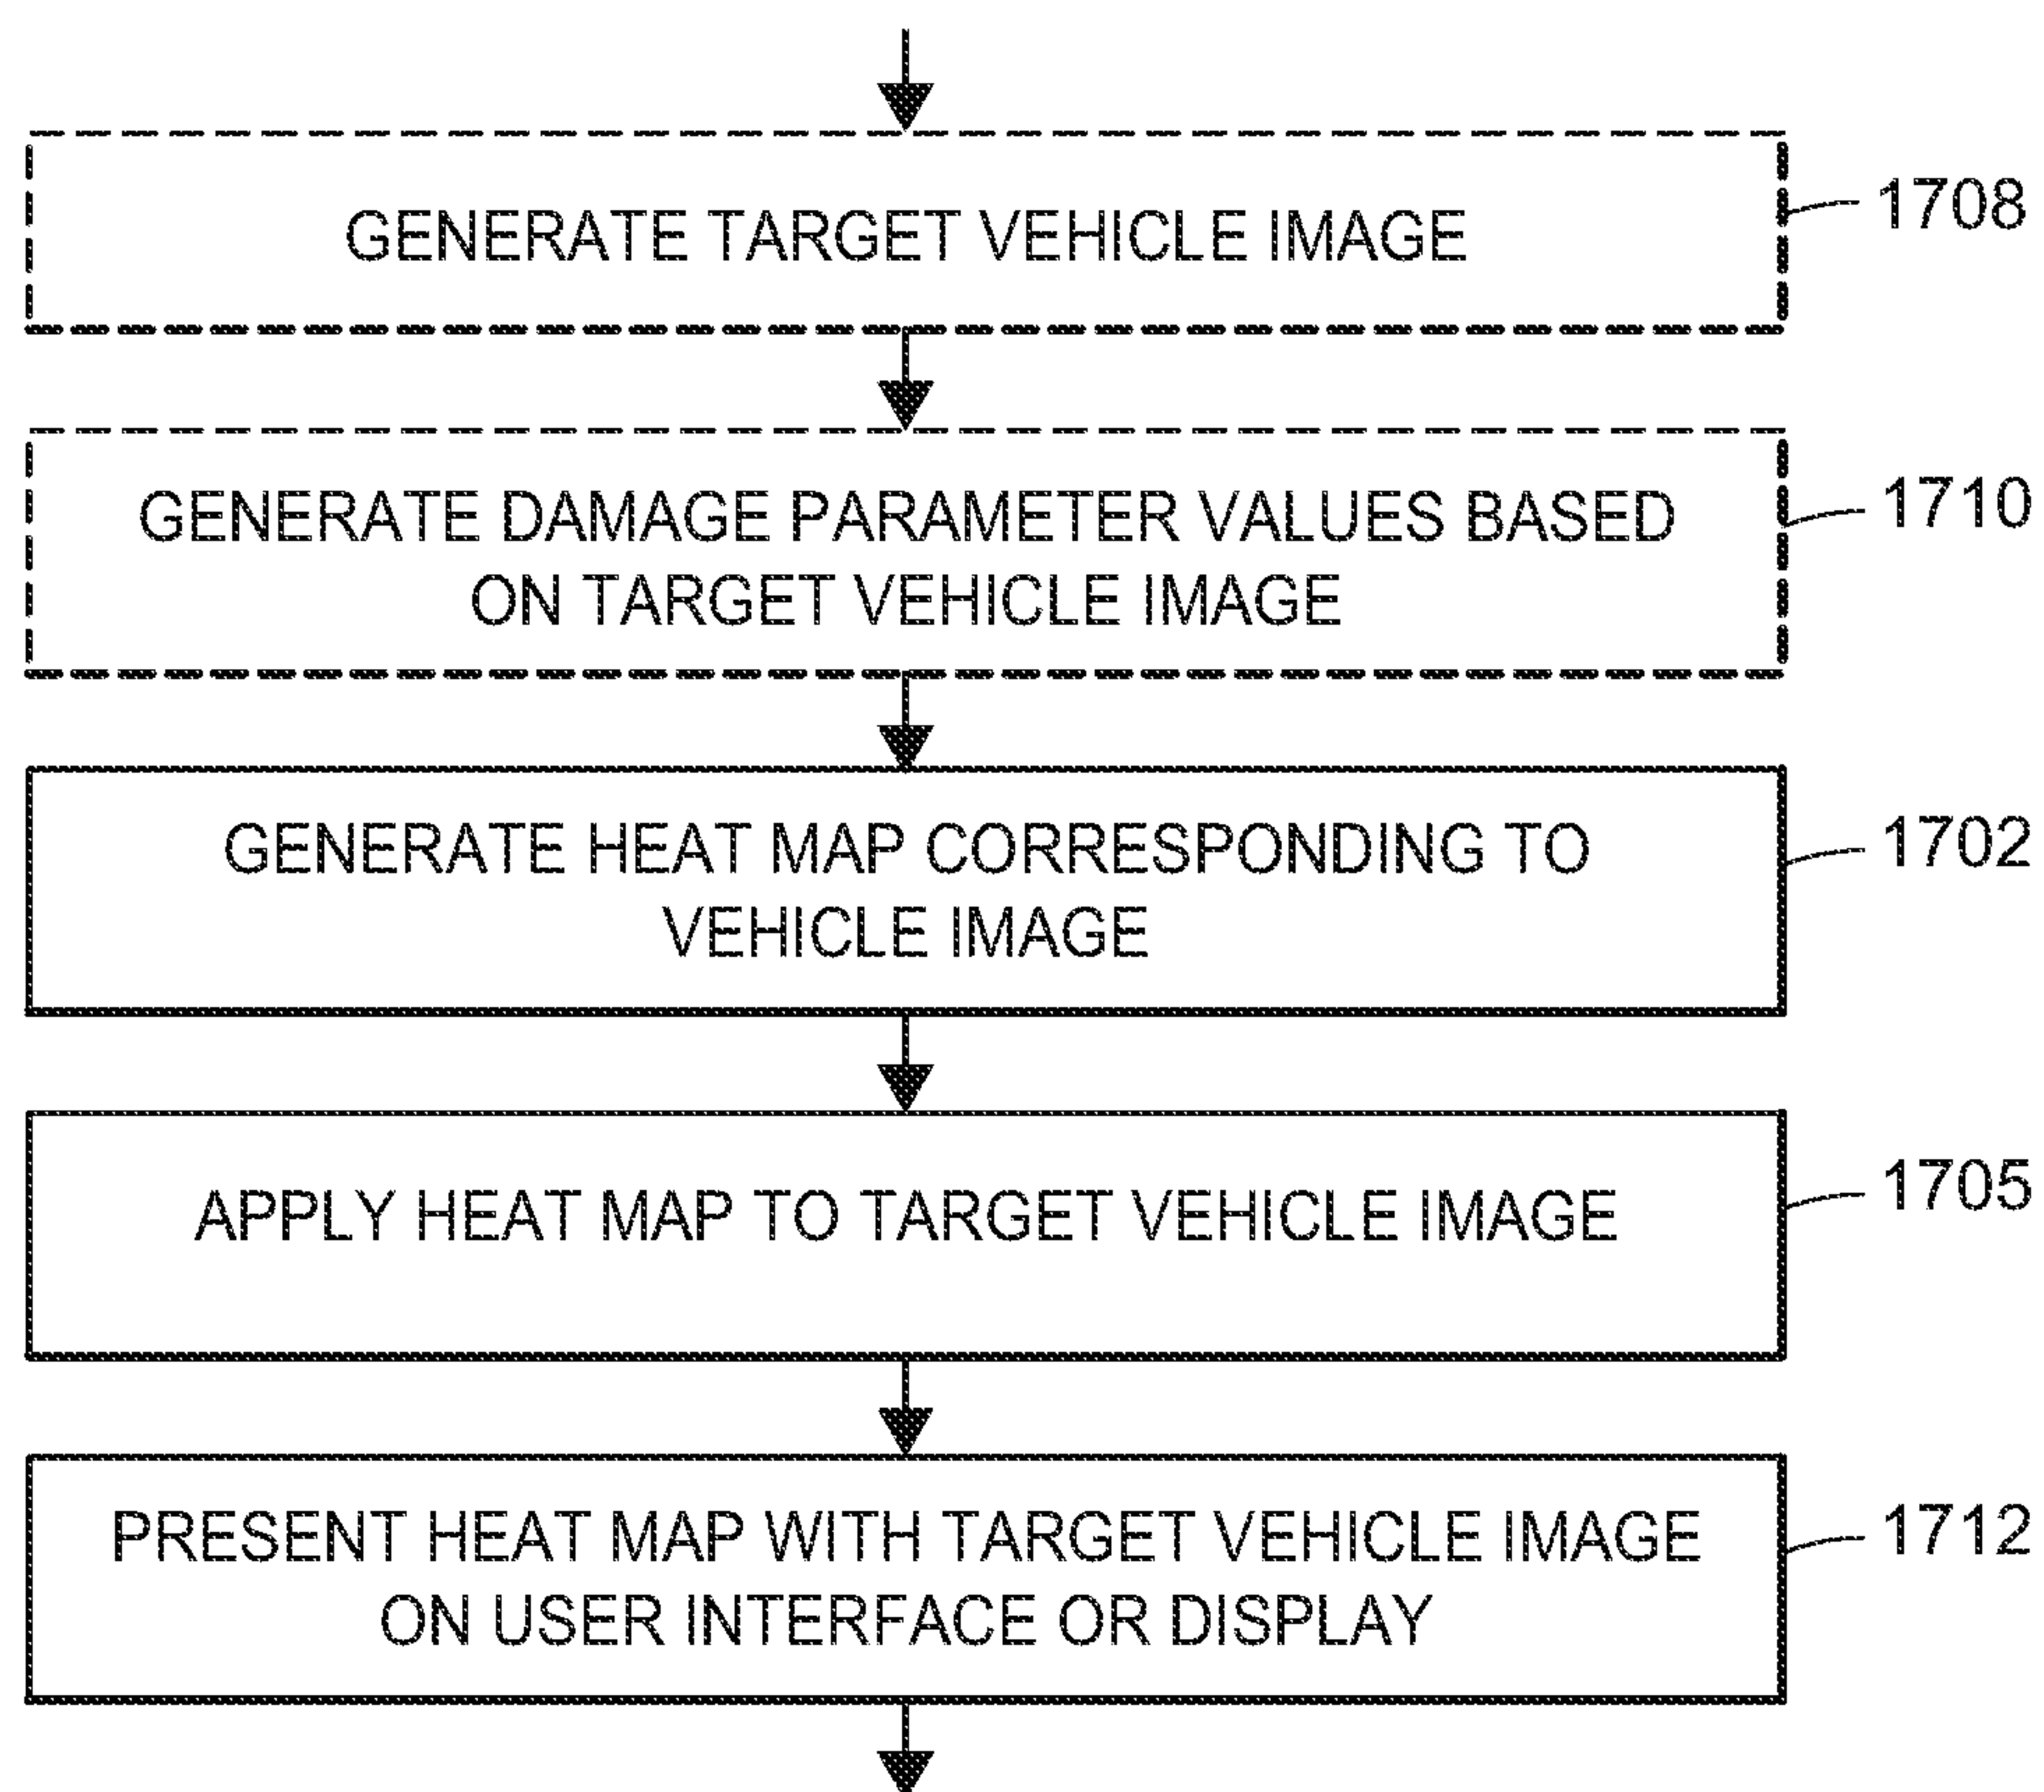 GENERATE TARGET VEHICLE IMAGE
1708
GENERATE DAMAGE PARAMETER VALUES BASED
ON TARGET VEHICLE IMAGE
1710
GENERATE HEAT MAP CORRESPONDING TO
VEHICLE IMAGE
1702
APPLY HEAT MAP TO TARGET VEHICLE IMAGE
1705
PRESENT HEAT MAP WITH TARGET VEHICLE IMAGE
ON USER INTERFACE OR DISPLAY
1712